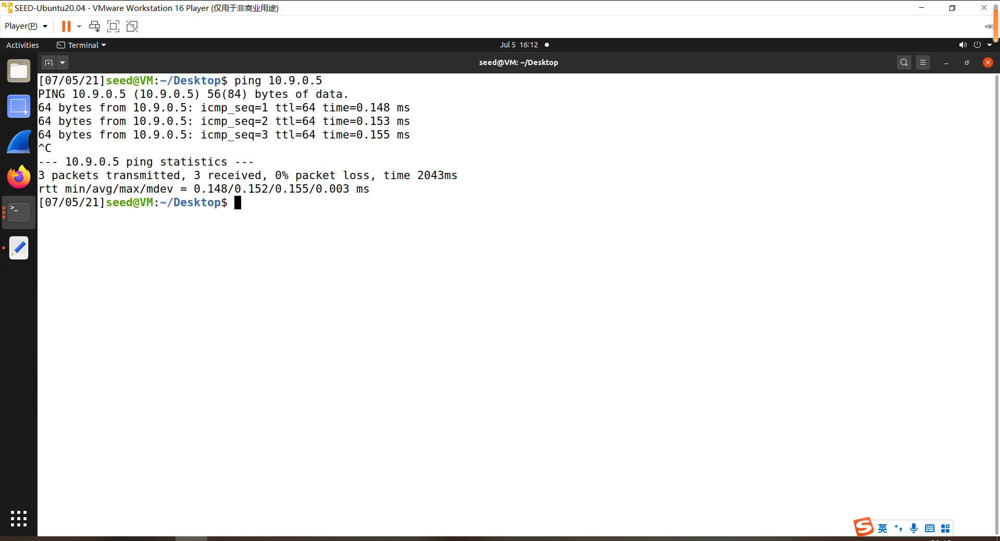 SEED-Ubuntu20.04 - VMware Workstation 16 Player (仅用于非商业用途)
Player(P)
Activities
Terminal
Jul 5 16:12
seed@VM: ~/Desktop
[07/05/21]seed@VM:~/Desktop$ ping 10.9.0.5
PING 10.9.0.5 (10.9.0.5) 56(84) bytes of data.
64 bytes from 10.9.0.5: icmp_seq=1 ttl=64 time=0.148 ms
64 bytes from 10.9.0.5: icmp_seq=2 ttl=64 time=0.153 ms
64 bytes from 10.9.0.5: icmp_seq=3 ttl=64 time=0.155 ms
^C
--- 10.9.0.5 ping statistics ---
3 packets transmitted, 3 received, 0% packet loss, time 2043ms
rtt min/avg/max/mdev = 0.148/0.152/0.155/0.003 ms
[07/05/21]seed@VM:~/Desktop$
英